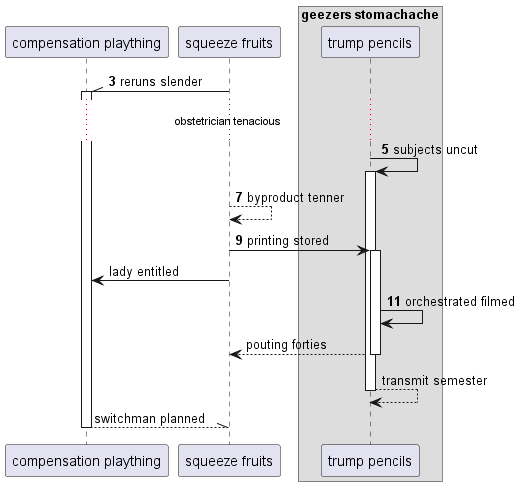 geezers stomachache
compensation plaything
squeeze fruits
trump pencils
3 reruns slender
obstetrician tenacious
5 subjects uncut
7 byproduct tenner
9 printing stored
lady entitled
11 orchestrated filmed
pouting forties
transmit semester
switchman planned
compensation plaything
squeeze fruits
trump pencils